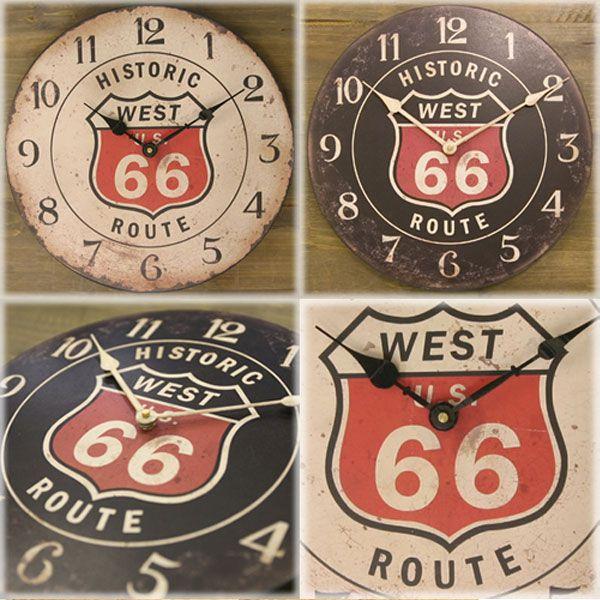 11 12 1
10 HISTORIC 2
WEST
9 U.S. 3
66
8 ROUTE 4
7 6 5
11 12 1
10 HISTORIC 2
WEST
9 U.S. 3
66
8 ROUTE 4
7 6 5
10 11 12 1
HISTORIC
WEST
U.S.
66
ROUTE
6 5 4
WEST
U.S.
66
ROUTE